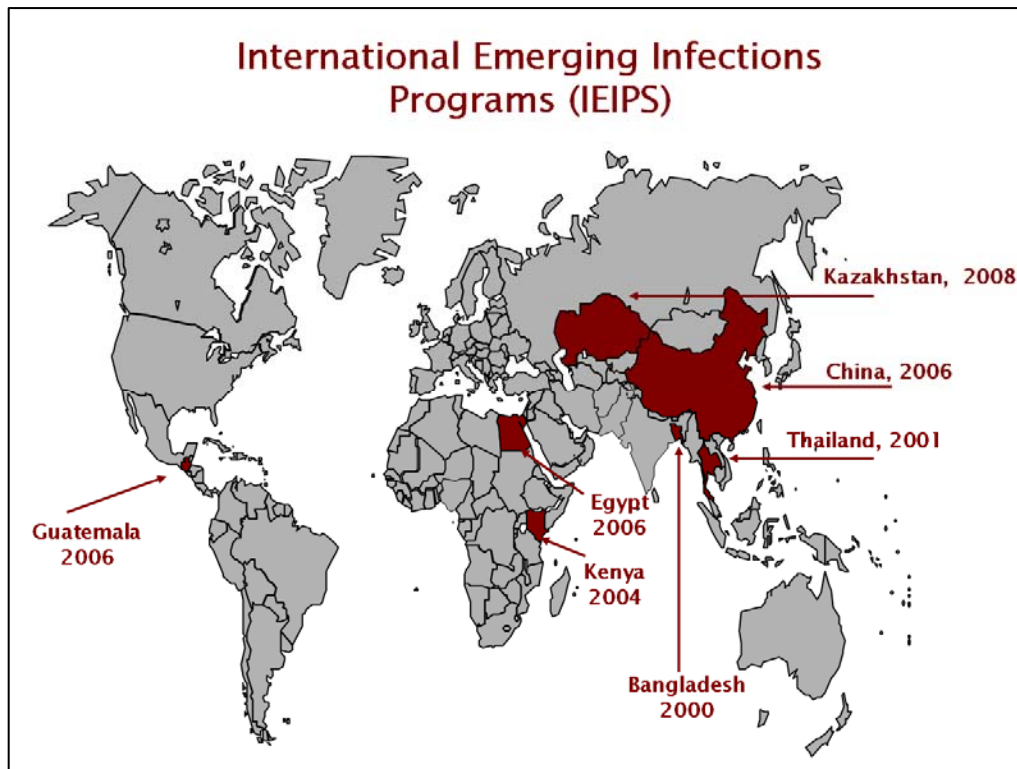 International Emerging Infections
Programs (IEIPS)
Kazakhstan, 2008
China, 2006
Thailand, 2001
Egypt
2006
Guatemala
2006
Kenya
2004
Bangladesh
2000